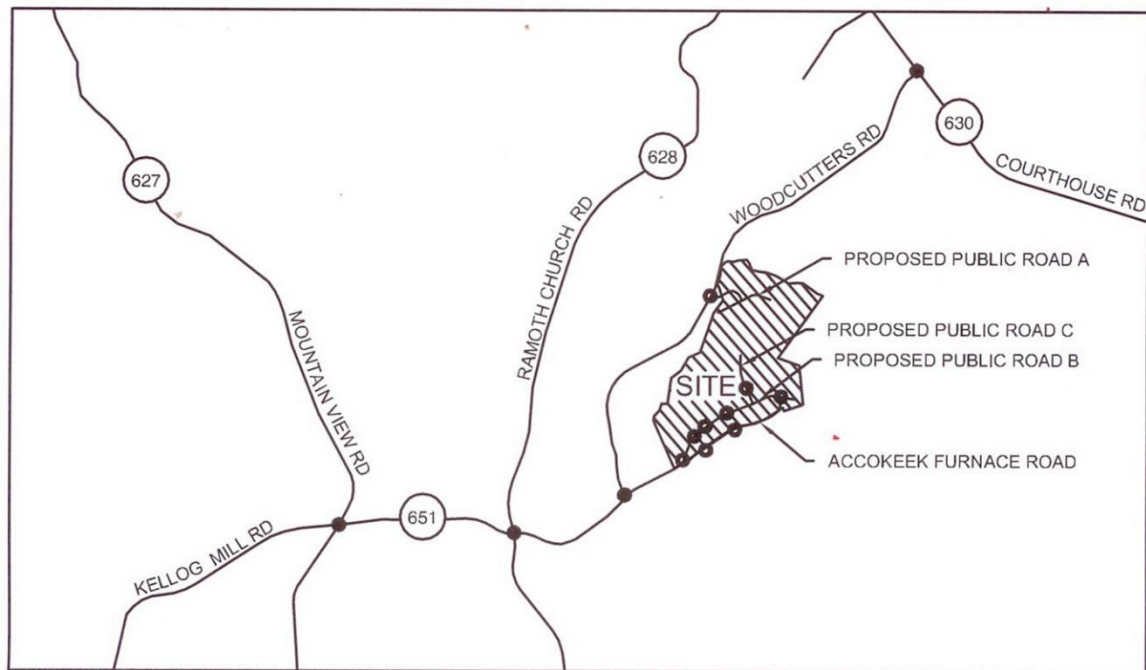 630
628
WOODCUTTERS RD
COURTHOUSE RD
627
RAMOTH CHURCH RD
PROPOSED PUBLIC ROAD A
MOUNTAIN VIEW RD
PROPOSED PUBLIC ROAD C
PROPOSED PUBLIC ROAD B
SITE
ACCOKEEK FURNACE ROAD
651
KELLOG MILL RD